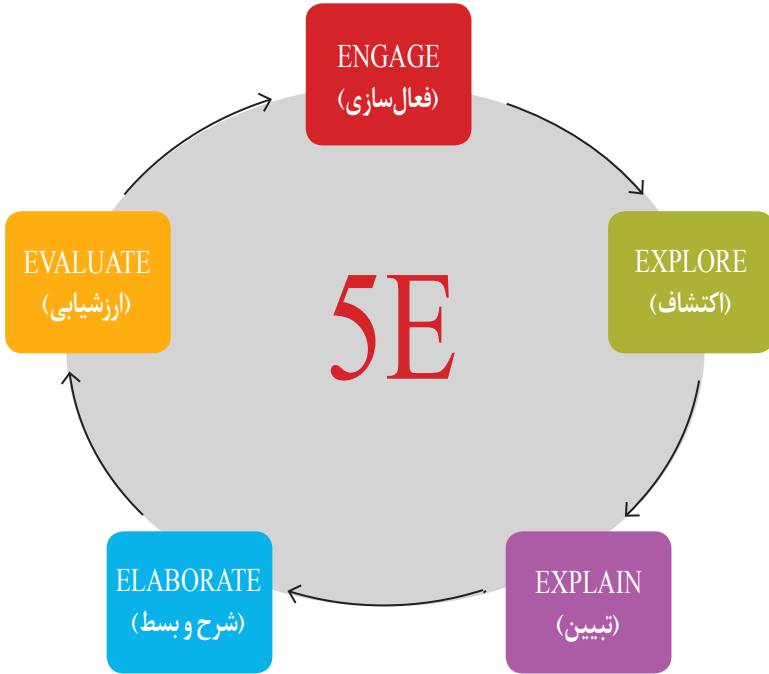 ENGAGE
(فعال‌سازی)
EXPLORE
(اکتشاف)
EXPLAIN
(تبیین)
ELABORATE
(شرح و بسط)
EVALUATE
(ارزشیابی)
5E